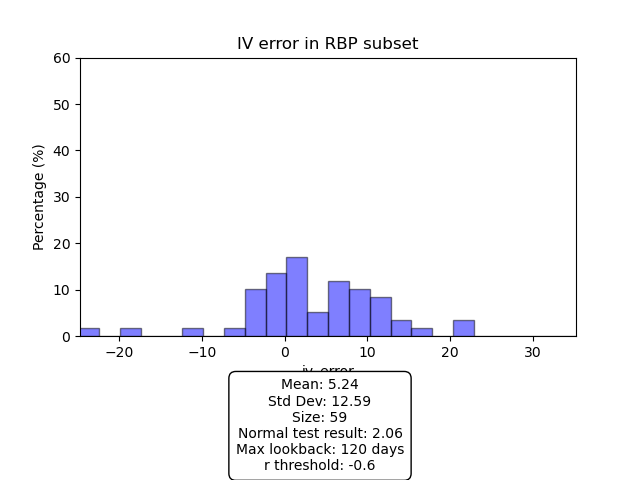 IV error in RBP subset
60
50
40
30
20
10
0
Percentage (%)
−20
−10
0
10
20
30
iv_error
Mean: 5.24
Std Dev: 12.59
Size: 59
Normal test result: 2.06
Max lookback: 120 days
r threshold: -0.6